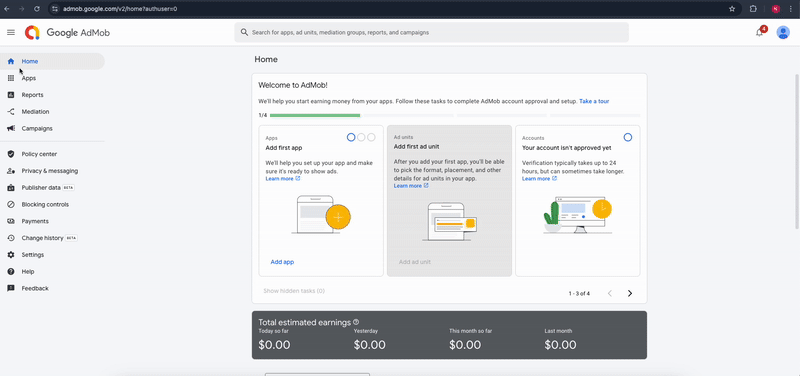 admob.google.com/v2/home?authuser=0
Google AdMob
Search for apps, ad units, mediation groups, reports, and campaigns
4
Home
Apps
Reports
Mediation
Campaigns
Policy center
Privacy & messaging
Publisher data BETA
Blocking controls
Payments
Change history BETA
Settings
Help
Feedback
Home
Welcome to AdMob!
We'll help you start earning money from your apps. Follow these tasks to complete AdMob account approval and setup. Take a tour
1/4
Apps
Add first app
We'll help you set up your app and make
sure it's ready to show ads.
Learn more
Add app
Ad units
Add first ad unit
After you add your first app, you'll be able
to pick the format, placement, and other
details for ad units in your app.
Learn more
Add ad unit
Accounts
Your account isn't approved yet
Verification typically takes up to 24
hours, but can sometimes take longer.
Learn more
Show hidden tasks (0)
1 - 3 of 4
Total estimated earnings
Today so far
$0.00
Yesterday
$0.00
This month so far
$0.00
Last month
$0.00